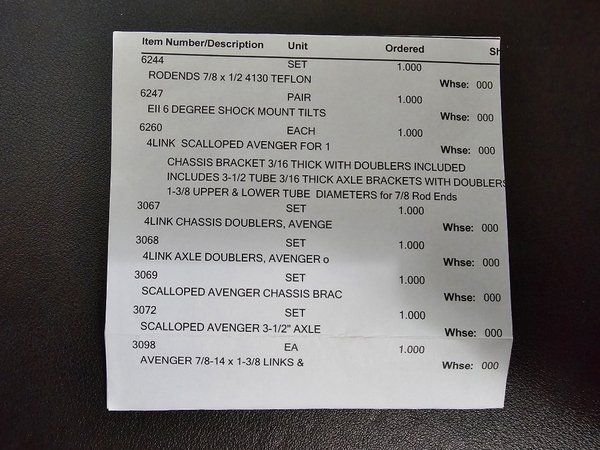 Item Number/Description Unit Ordered Sh
6244 SET 1.000
RODENDS 7/8 x 1/2 4130 TEFLON Whse: 000
6247 PAIR 1.000
EII 6 DEGREE SHOCK MOUNT TILTS Whse: 000
6260 EACH 1.000
4LINK SCALLOPED AVENGER FOR 1 Whse: 000
CHASSIS BRACKET 3/16 THICK WITH DOUBLERS INCLUDED
INCLUDES 3-1/2 TUBE 3/16 THICK AXLE BRACKETS WITH DOUBLERS
1-3/8 UPPER & LOWER TUBE DIAMETERS for 7/8 Rod Ends
3067 SET 1.000
4LINK CHASSIS DOUBLERS, AVENGE Whse: 000
3068 SET 1.000
4LINK AXLE DOUBLERS, AVENGER o Whse: 000
3069 SET 1.000
SCALLOPED AVENGER CHASSIS BRAC Whse: 000
3072 SET 1.000
SCALLOPED AVENGER 3-1/2" AXLE Whse: 000
3098 EA 1.000
AVENGER 7/8-14 x 1-3/8 LINKS & Whse: 000